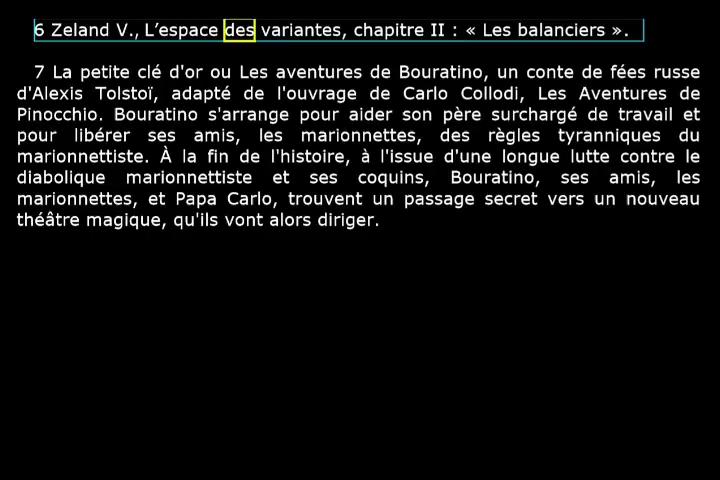 6 Zeland V., L’espace des variantes, chapitre II : « Les balanciers ».
7 La petite clé d'or ou Les aventures de Bouratino, un conte de fées russe
d'Alexis Tolstoï, adapté de l'ouvrage de Carlo Collodi, Les Aventures de
Pinocchio. Bouratino s'arrange pour aider son père surchargé de travail et
pour libérer ses amis, les marionnettes, des règles tyranniques du
marionnettiste. À la fin de l'histoire, à l'issue d'une longue lutte contre le
diabolique marionnettiste et ses coquins, Bouratino, ses amis, les
marionnettes, et Papa Carlo, trouvent un passage secret vers un nouveau
théâtre magique, qu'ils vont alors diriger.